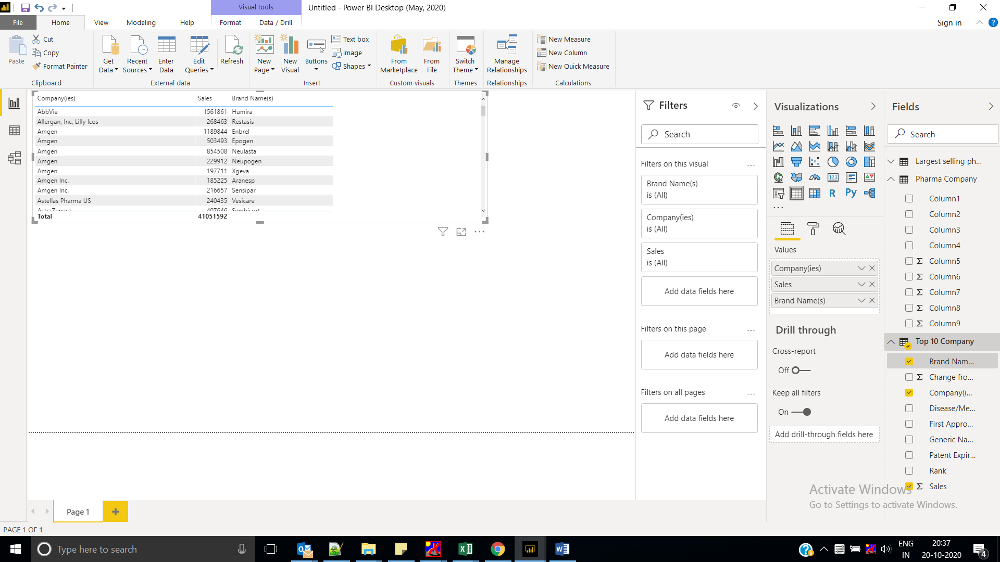 Visual tools
Untitled - Power BI Desktop (May, 2020)
File
Home
View
Modeling
Help
Format
Data / Drill
Sign in
Paste
Cut
Copy
Format Painter
Clipboard
Get Data
Recent Sources
Enter Data
Edit Queries
Refresh
External data
New Page
New Visual
Buttons
Text box
Image
Shapes
Insert
From Marketplace
From File
Custom visuals
Switch Theme
Themes
Manage Relationships
Relationships
New Measure
New Column
New Quick Measure
Calculations
Company(ies) Sales Brand Name(s)
AbbVie 1561861 Humira
Allergan, Inc, Lilly Icos 268463 Restasis
Amgen 1189844 Enbrel
Amgen 503493 Epogen
Amgen 854508 Neulasta
Amgen 229912 Neupogen
Amgen 197711 Xgeva
Amgen Inc. 185225 Aranesp
Amgen Inc. 216657 Sensipar
Astellas Pharma US 240435 Vesicare
AstraZeneca 407646 Symbicort
Total 41051592
Filters
Search
Filters on this visual ...
Brand Name(s)
is (All)
Company(ies)
is (All)
Sales
is (All)
Add data fields here
Filters on this page ...
Add data fields here
Filters on all pages ...
Add data fields here
Visualizations
123
R
Py
...
Values
Company(ies)
Sales
Brand Name(s)
Drill through
Cross-report
Off
Keep all filters
On
Add drill-through fields here
Fields
Search
Largest selling ph...
Pharma Company
Column1
Column2
Column3
Column4
Σ Column5
Σ Column6
Σ Column7
Σ Column8
Σ Column9
Top 10 Company
Brand Nam...
Σ Change fro...
Company(i...
Disease/Me...
First Appro...
Generic Na...
Patent Expir...
Rank
Σ Sales
Activate Windows
Go to Settings to activate Windows.
Page 1
PAGE 1 OF 1
Type here to search
ENG
IN
20:37
20-10-2020
4